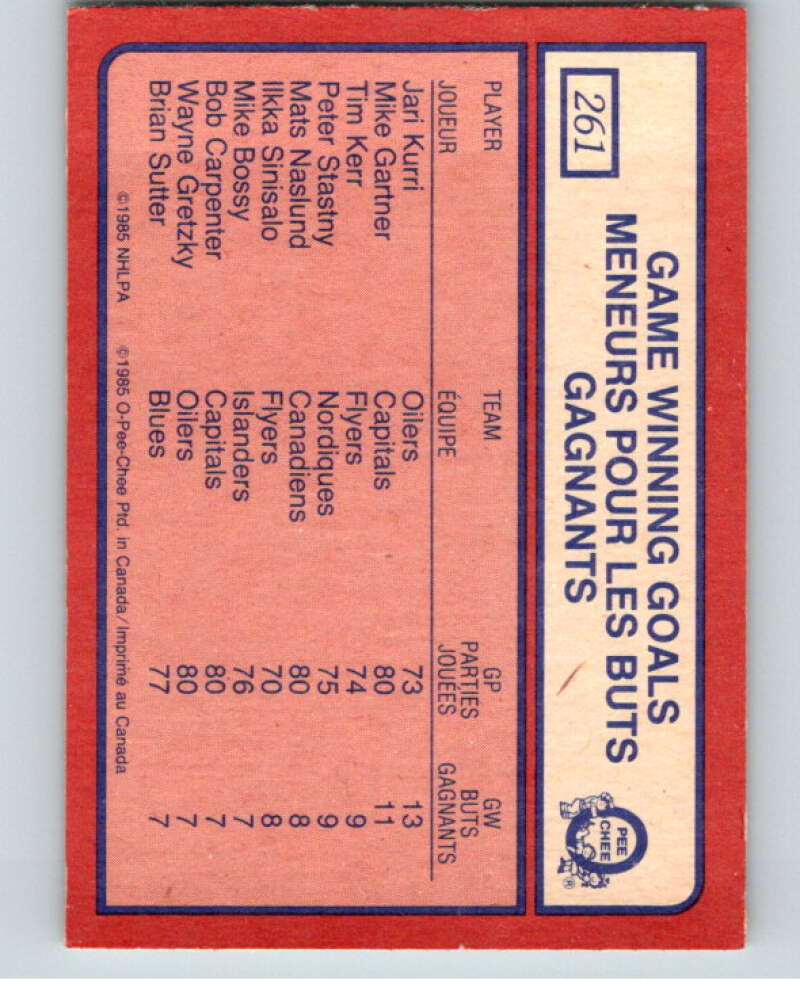 261
GAME WINNING GOALS
MENEURS POUR LES BUTS
GAGNANTS
PEE
CHEE
®
PLAYER TEAM GP GW
JOUEUR ÉQUIPE PARTIES JOUÉES BUTS GAGNANTS
Jari Kurri Oilers 73 13
Mike Gartner Capitals 80 11
Tim Kerr Flyers 74 9
Peter Stastny Nordiques 75 9
Mats Naslund Canadiens 80 8
Ilkka Sinisalo Flyers 70 8
Mike Bossy Islanders 76 7
Bob Carpenter Capitals 80 7
Wayne Gretzky Oilers 80 7
Brian Sutter Blues 77 7
©1985 NHLPA ©1985 O-Pee-Chee Ptd. in Canada/Imprimé au Canada